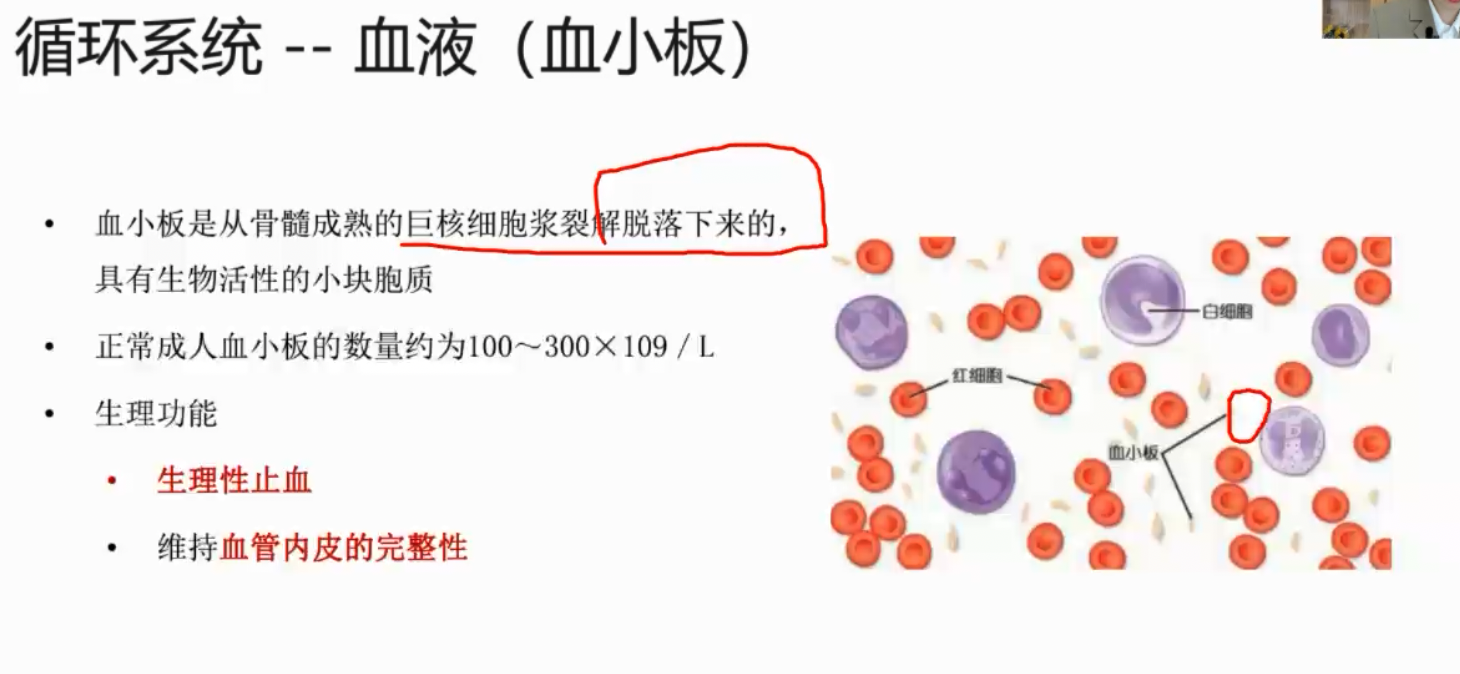 循环系统 -- 血液（血小板）
血小板是从骨髓成熟的巨核细胞浆裂解脱落下来的，
具有生物活性的小块胞质
正常成人血小板的数量约为100～300×109／L
生理功能
生理性止血
维持血管内皮的完整性
白细胞
红细胞
血小板